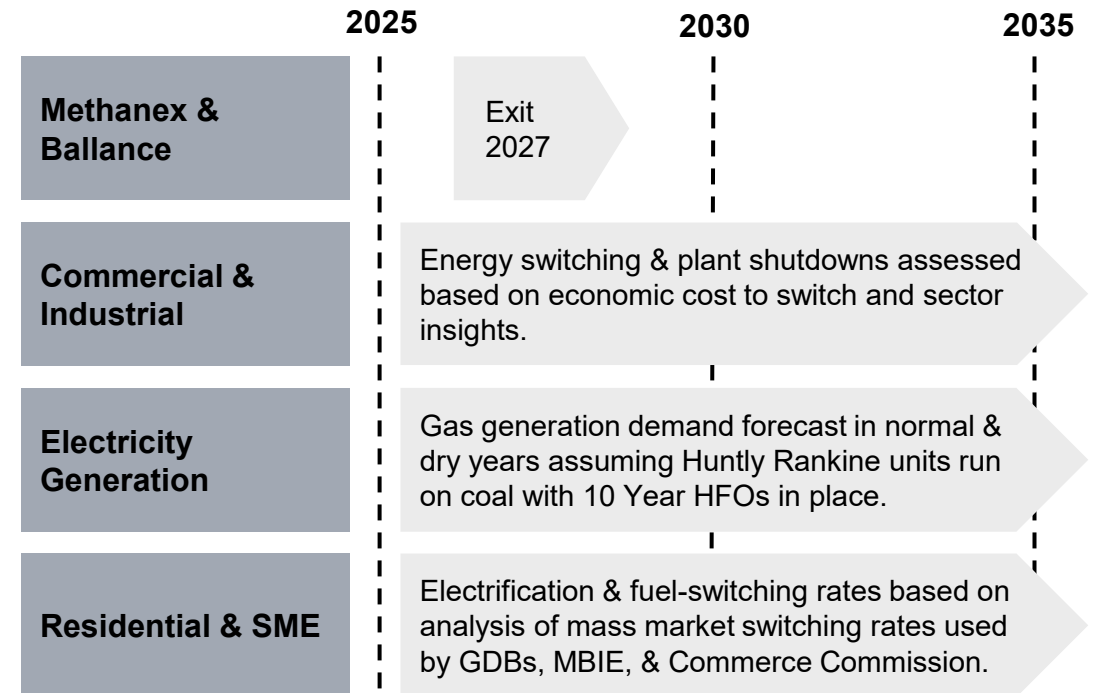 2025
2030
2035
Methanex &
Ballance
Exit
2027
Commercial &
Industrial
Energy switching & plant shutdowns assessed
based on economic cost to switch and sector
insights.
Electricity
Generation
Gas generation demand forecast in normal &
dry years assuming Huntly Rankine units run
on coal with 10 Year HFOs in place.
Residential & SME
Electrification & fuel-switching rates based on
analysis of mass market switching rates used
by GDBs, MBIE, & Commerce Commission.